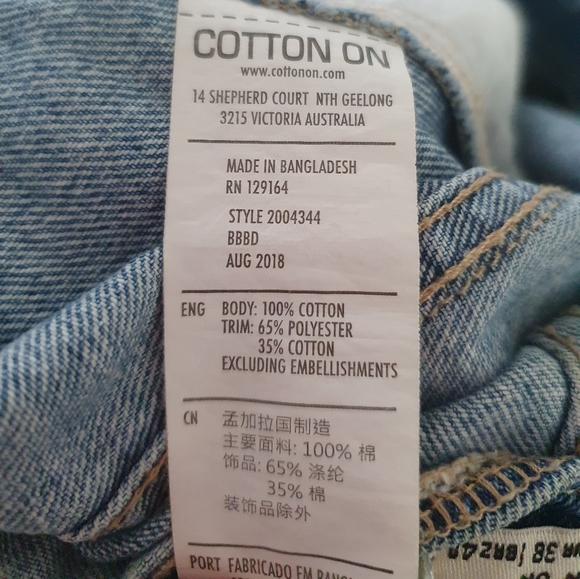 COTTON ON
www.cottonon.com
14 SHEPHERD COURT NTH GEELONG
3215 VICTORIA AUSTRALIA
MADE IN BANGLADESH
RN 129164
STYLE 2004344
BBBD
AUG 2018
ENG BODY: 100% COTTON
TRIM: 65% POLYESTER
35% COTTON
EXCLUDING EMBELLISHMENTS
CN 孟加拉国制造
主要面料: 100% 棉
饰品: 65% 涤纶
35% 棉
装饰品除外
PORT FABRICADO EM